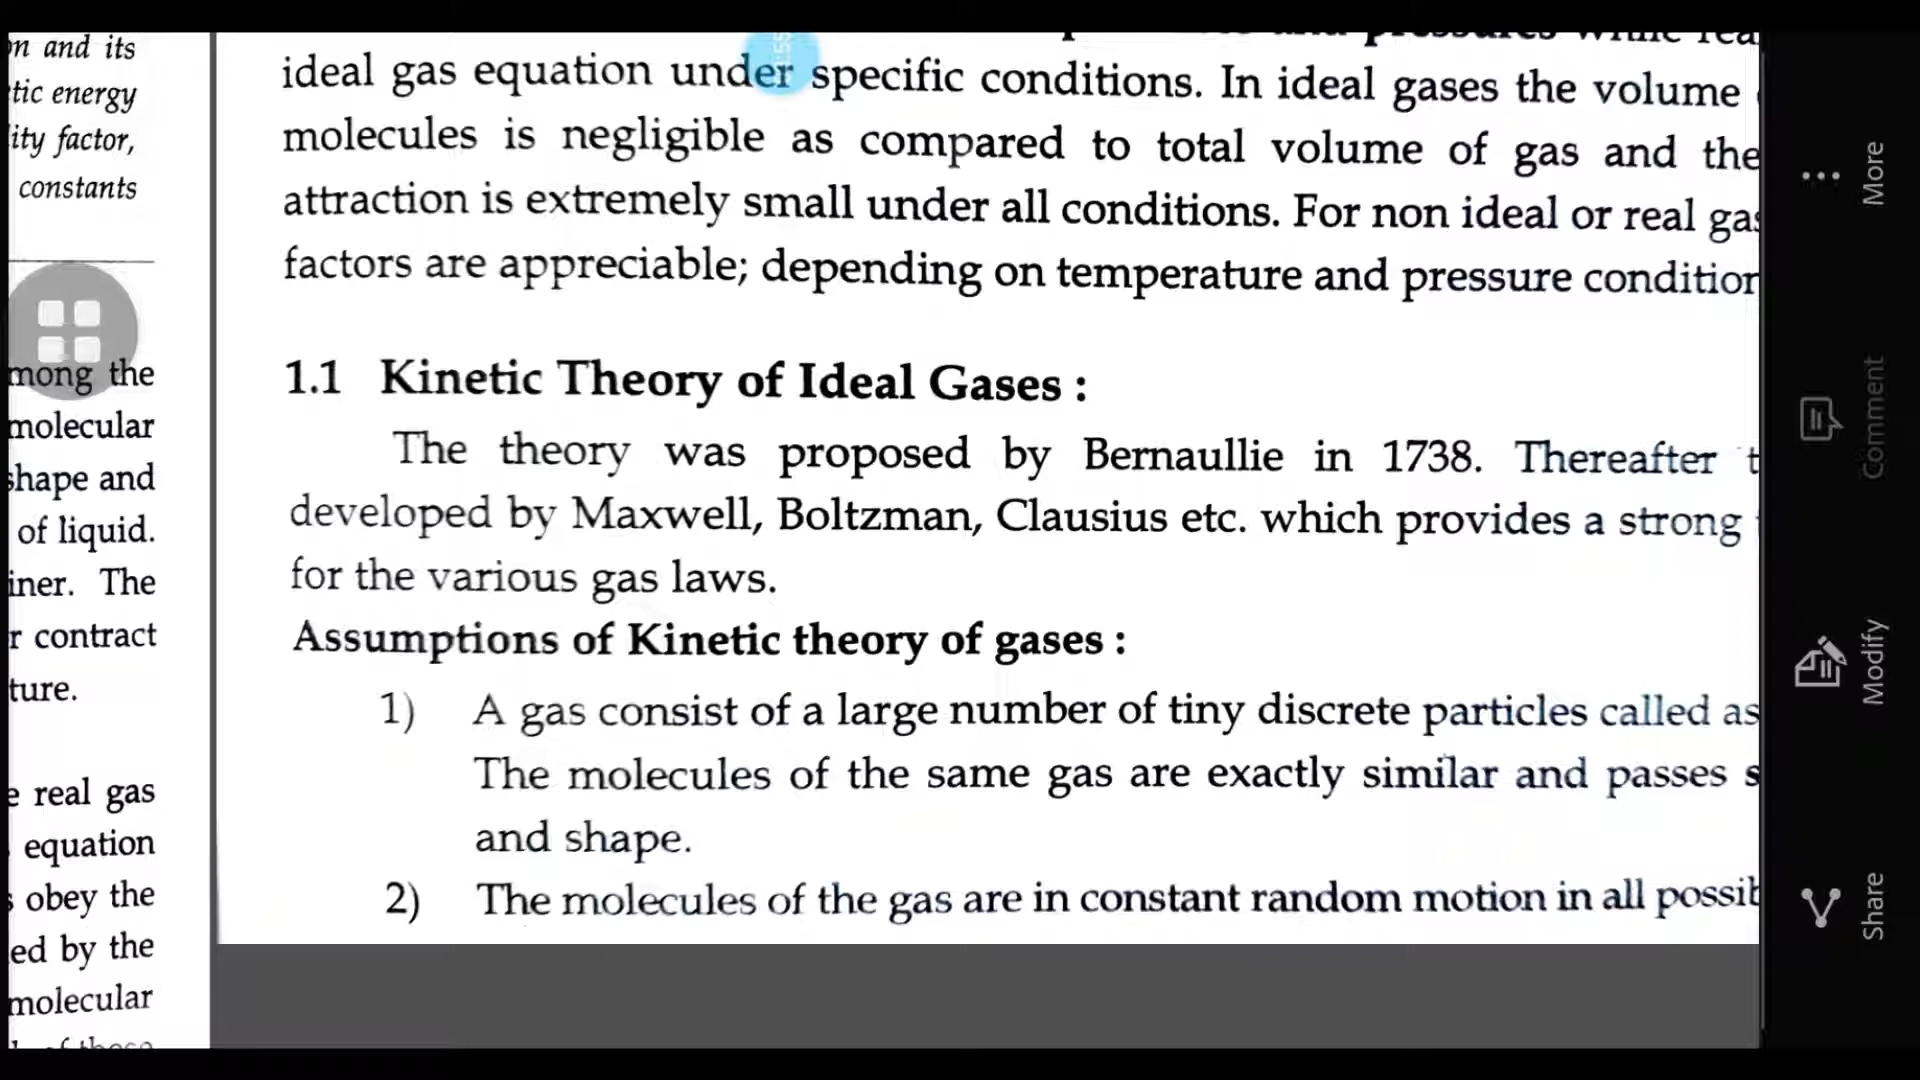 n and its
tic energy
ity factor,
constants
mong the
molecular
shape and
of liquid.
iner. The
r contract
ture.
e real gas
equation
obey the
ed by the
molecular
ideal gas equation under specific conditions. In ideal gases the volume
molecules is negligible as compared to total volume of gas and the
attraction is extremely small under all conditions. For non ideal or real gas
factors are appreciable; depending on temperature and pressure condition
1.1 Kinetic Theory of Ideal Gases :
The theory was proposed by Bernaullie in 1738. Thereafter t
developed by Maxwell, Boltzman, Clausius etc. which provides a strong
for the various gas laws.
Assumptions of Kinetic theory of gases :
1) A gas consist of a large number of tiny discrete particles called as
The molecules of the same gas are exactly similar and passes s
and shape.
2) The molecules of the gas are in constant random motion in all possib
More
Comment
Modify
Share